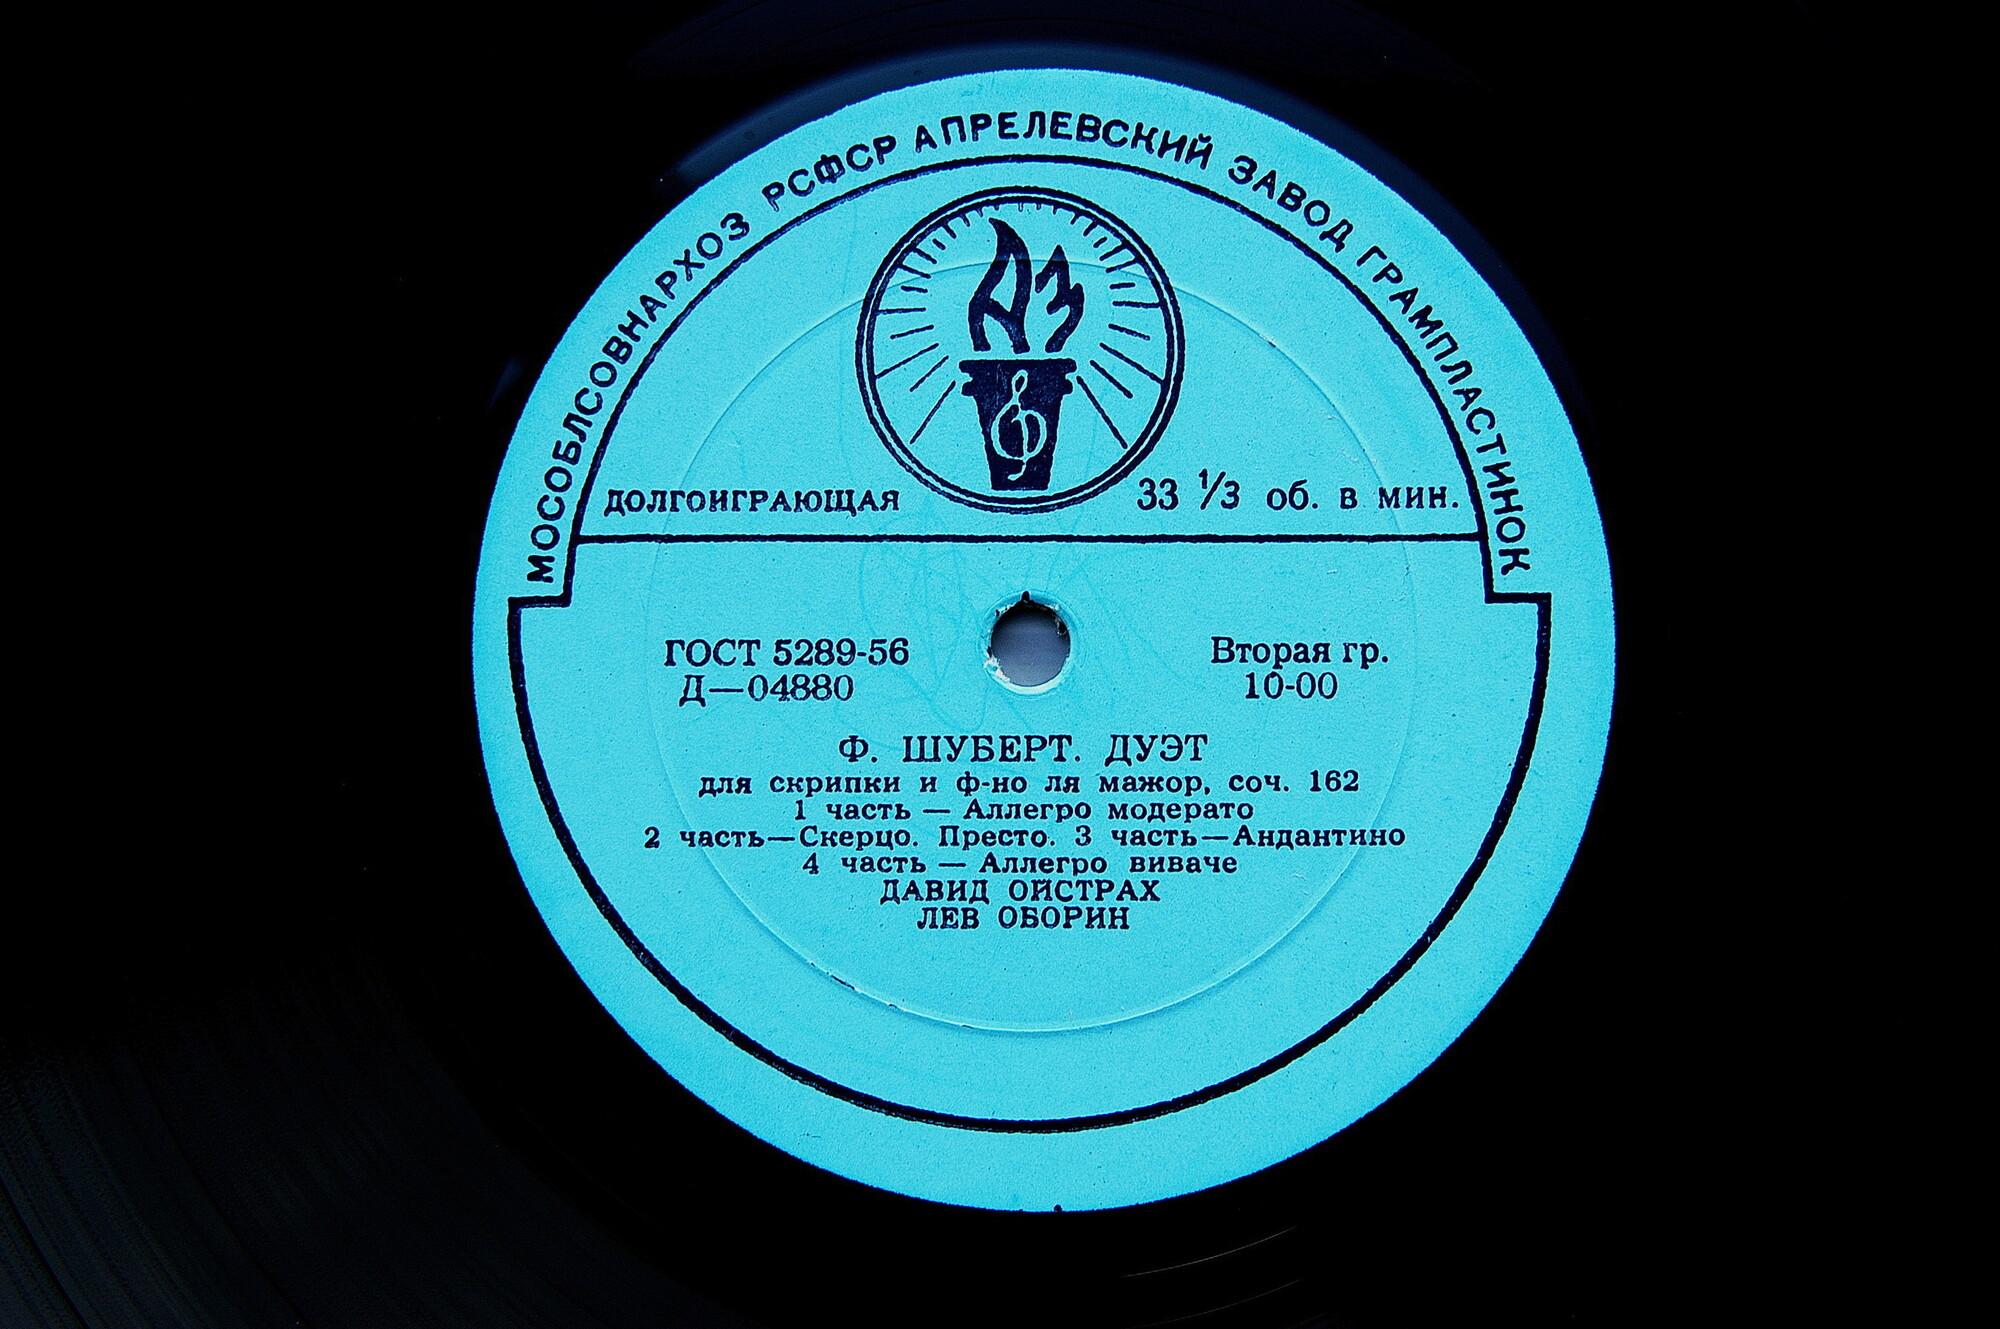 МОСОБЛСОВНАРХОЗ РСФСР АПРЕЛЕВСКИЙ ЗАВОД ГРАМПЛАСТИНОК
АЗ
ДОЛГОИГРАЮЩАЯ
33 1/3 об. в мин.
ГОСТ 5289-56
Д—04880
Вторая гр.
10-00
Ф. ШУБЕРТ. ДУЭТ
для скрипки и ф-но ля мажор, соч. 162
1 часть — Аллегро модерато
2 часть—Скерцо. Престо. 3 часть—Андантино
4 часть — Аллегро виваче
ДАВИД ОЙСТРАХ
ЛЕВ ОБОРИН